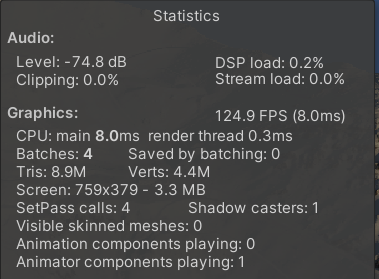 Statistics
Audio:
Level: -74.8 dB DSP load: 0.2%
Clipping: 0.0% Stream load: 0.0%
Graphics: 124.9 FPS (8.0ms)
CPU: main 8.0ms render thread 0.3ms
Batches: 4 Saved by batching: 0
Tris: 8.9M Verts: 4.4M
Screen: 759x379 - 3.3 MB
SetPass calls: 4 Shadow casters: 1
Visible skinned meshes: 0
Animation components playing: 0
Animator components playing: 1